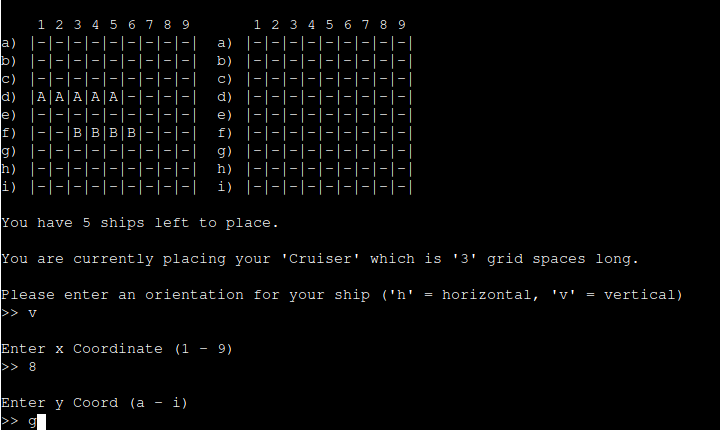 1 2 3 4 5 6 7 8 9       1 2 3 4 5 6 7 8 9
a) |-|-|-|-|-|-|-|-|-|  a) |-|-|-|-|-|-|-|-|-|
b) |-|-|-|-|-|-|-|-|-|  b) |-|-|-|-|-|-|-|-|-|
c) |-|-|-|-|-|-|-|-|-|  c) |-|-|-|-|-|-|-|-|-|
d) |A|A|A|A|A|-|-|-|-|  d) |-|-|-|-|-|-|-|-|-|
e) |-|-|-|-|-|-|-|-|-|  e) |-|-|-|-|-|-|-|-|-|
f) |-|-|B|B|B|B|-|-|-|  f) |-|-|-|-|-|-|-|-|-|
g) |-|-|-|-|-|-|-|-|-|  g) |-|-|-|-|-|-|-|-|-|
h) |-|-|-|-|-|-|-|-|-|  h) |-|-|-|-|-|-|-|-|-|
i) |-|-|-|-|-|-|-|-|-|  i) |-|-|-|-|-|-|-|-|-|
You have 5 ships left to place.
You are currently placing your 'Cruiser' which is '3' grid spaces long.
Please enter an orientation for your ship ('h' = horizontal, 'v' = vertical)
>> v
Enter x Coordinate (1 - 9)
>> 8
Enter y Coord (a - i)
>> g